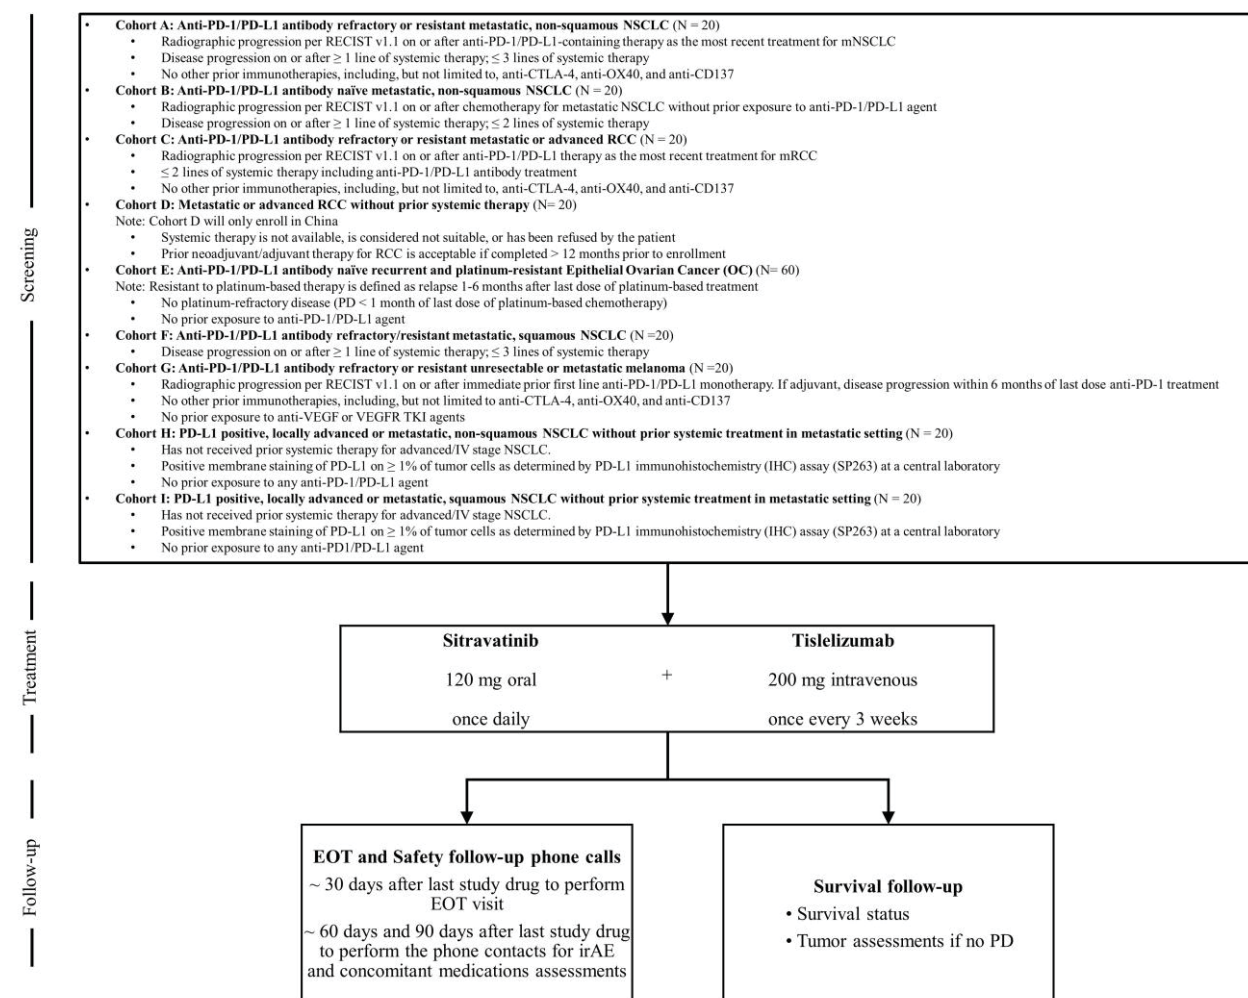 Screening
• Cohort A: Anti-PD-1/PD-L1 antibody refractory or resistant metastatic, non-squamous NSCLC (N = 20)
• Radiographic progression per RECIST v1.1 on or after anti-PD-1/PD-L1-containing therapy as the most recent treatment for mNSCLC
• Disease progression on or after ≥ 1 line of systemic therapy; ≤ 3 lines of systemic therapy
• No other prior immunotherapies, including, but not limited to, anti-CTLA-4, anti-OX40, and anti-CD137
• Cohort B: Anti-PD-1/PD-L1 antibody naïve metastatic, non-squamous NSCLC (N = 20)
• Radiographic progression per RECIST v1.1 on or after chemotherapy for metastatic NSCLC without prior exposure to anti-PD-1/PD-L1 agent
• Disease progression on or after ≥ 1 line of systemic therapy; ≤ 2 lines of systemic therapy
• Cohort C: Anti-PD-1/PD-L1 antibody refractory or resistant metastatic or advanced RCC (N = 20)
• Radiographic progression per RECIST v1.1 on or after anti-PD-1/PD-L1 therapy as the most recent treatment for mRCC
• ≤ 2 lines of systemic therapy including anti-PD-1/PD-L1 antibody treatment
• No other prior immunotherapies, including, but not limited to, anti-CTLA-4, anti-OX40, and anti-CD137
• Cohort D: Metastatic or advanced RCC without prior systemic therapy (N= 20)
Note: Cohort D will only enroll in China
• Systemic therapy is not available, is considered not suitable, or has been refused by the patient
• Prior neoadjuvant/adjuvant therapy for RCC is acceptable if completed > 12 months prior to enrollment
• Cohort E: Anti-PD-1/PD-L1 antibody naïve recurrent and platinum-resistant Epithelial Ovarian Cancer (OC) (N= 60)
Note: Resistant to platinum-based therapy is defined as relapse 1-6 months after last dose of platinum-based treatment
• No platinum-refractory disease (PD < 1 month of last dose of platinum-based chemotherapy)
• No prior exposure to anti-PD-1/PD-L1 agent
• Cohort F: Anti-PD-1/PD-L1 antibody refractory/resistant metastatic, squamous NSCLC (N =20)
• Disease progression on or after ≥ 1 line of systemic therapy; ≤ 3 lines of systemic therapy
• Cohort G: Anti-PD-1/PD-L1 antibody refractory or resistant unresectable or metastatic melanoma (N =20)
• Radiographic progression per RECIST v1.1 on or after immediate prior first line anti-PD-1/PD-L1 monotherapy. If adjuvant, disease progression within 6 months of last dose anti-PD-1 treatment
• No other prior immunotherapies, including, but not limited to anti-CTLA-4, anti-OX40, and anti-CD137
• No prior exposure to anti-VEGF or VEGFR TKI agents
• Cohort H: PD-L1 positive, locally advanced or metastatic, non-squamous NSCLC without prior systemic treatment in metastatic setting (N = 20)
• Has not received prior systemic therapy for advanced/IV stage NSCLC.
• Positive membrane staining of PD-L1 on ≥ 1% of tumor cells as determined by PD-L1 immunohistochemistry (IHC) assay (SP263) at a central laboratory
• No prior exposure to any anti-PD-1/PD-L1 agent
• Cohort I: PD-L1 positive, locally advanced or metastatic, squamous NSCLC without prior systemic treatment in metastatic setting (N = 20)
• Has not received prior systemic therapy for advanced/IV stage NSCLC.
• Positive membrane staining of PD-L1 on ≥ 1% of tumor cells as determined by PD-L1 immunohistochemistry (IHC) assay (SP263) at a central laboratory
• No prior exposure to any anti-PD1/PD-L1 agent
Treatment
Sitravatinib
120 mg oral
once daily
+
Tislelizumab
200 mg intravenous
once every 3 weeks
Follow-up
EOT and Safety follow-up phone calls
~ 30 days after last study drug to perform
EOT visit
~ 60 days and 90 days after last study drug
to perform the phone contacts for irAE
and concomitant medications assessments
Survival follow-up
• Survival status
• Tumor assessments if no PD